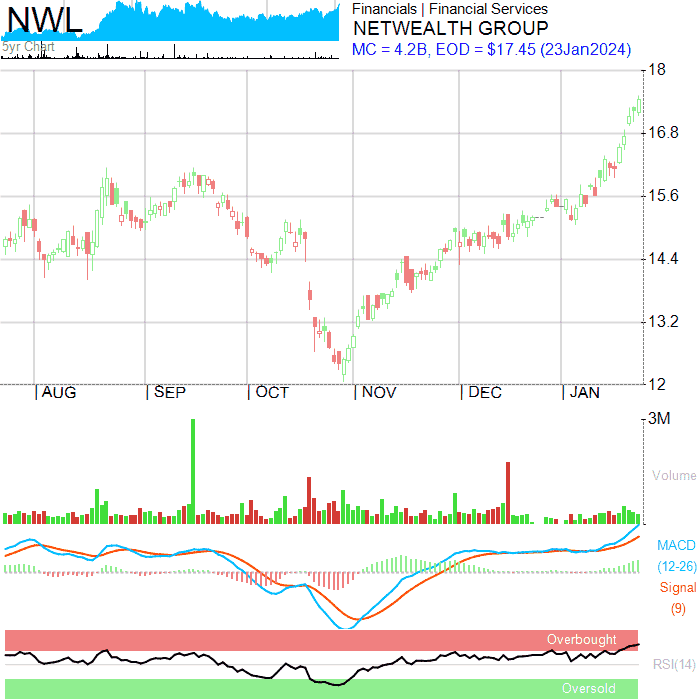 NWL
5yr Chart
Financials | Financial Services
NETWEALTH GROUP
MC = 4.2B, EOD = $17.45 (23Jan2024)
18
16.8
15.6
14.4
13.2
12
AUG SEP OCT NOV DEC JAN
3M
Volume
MACD
(12-26)
Signal
(9)
Overbought
RSI(14)
Oversold